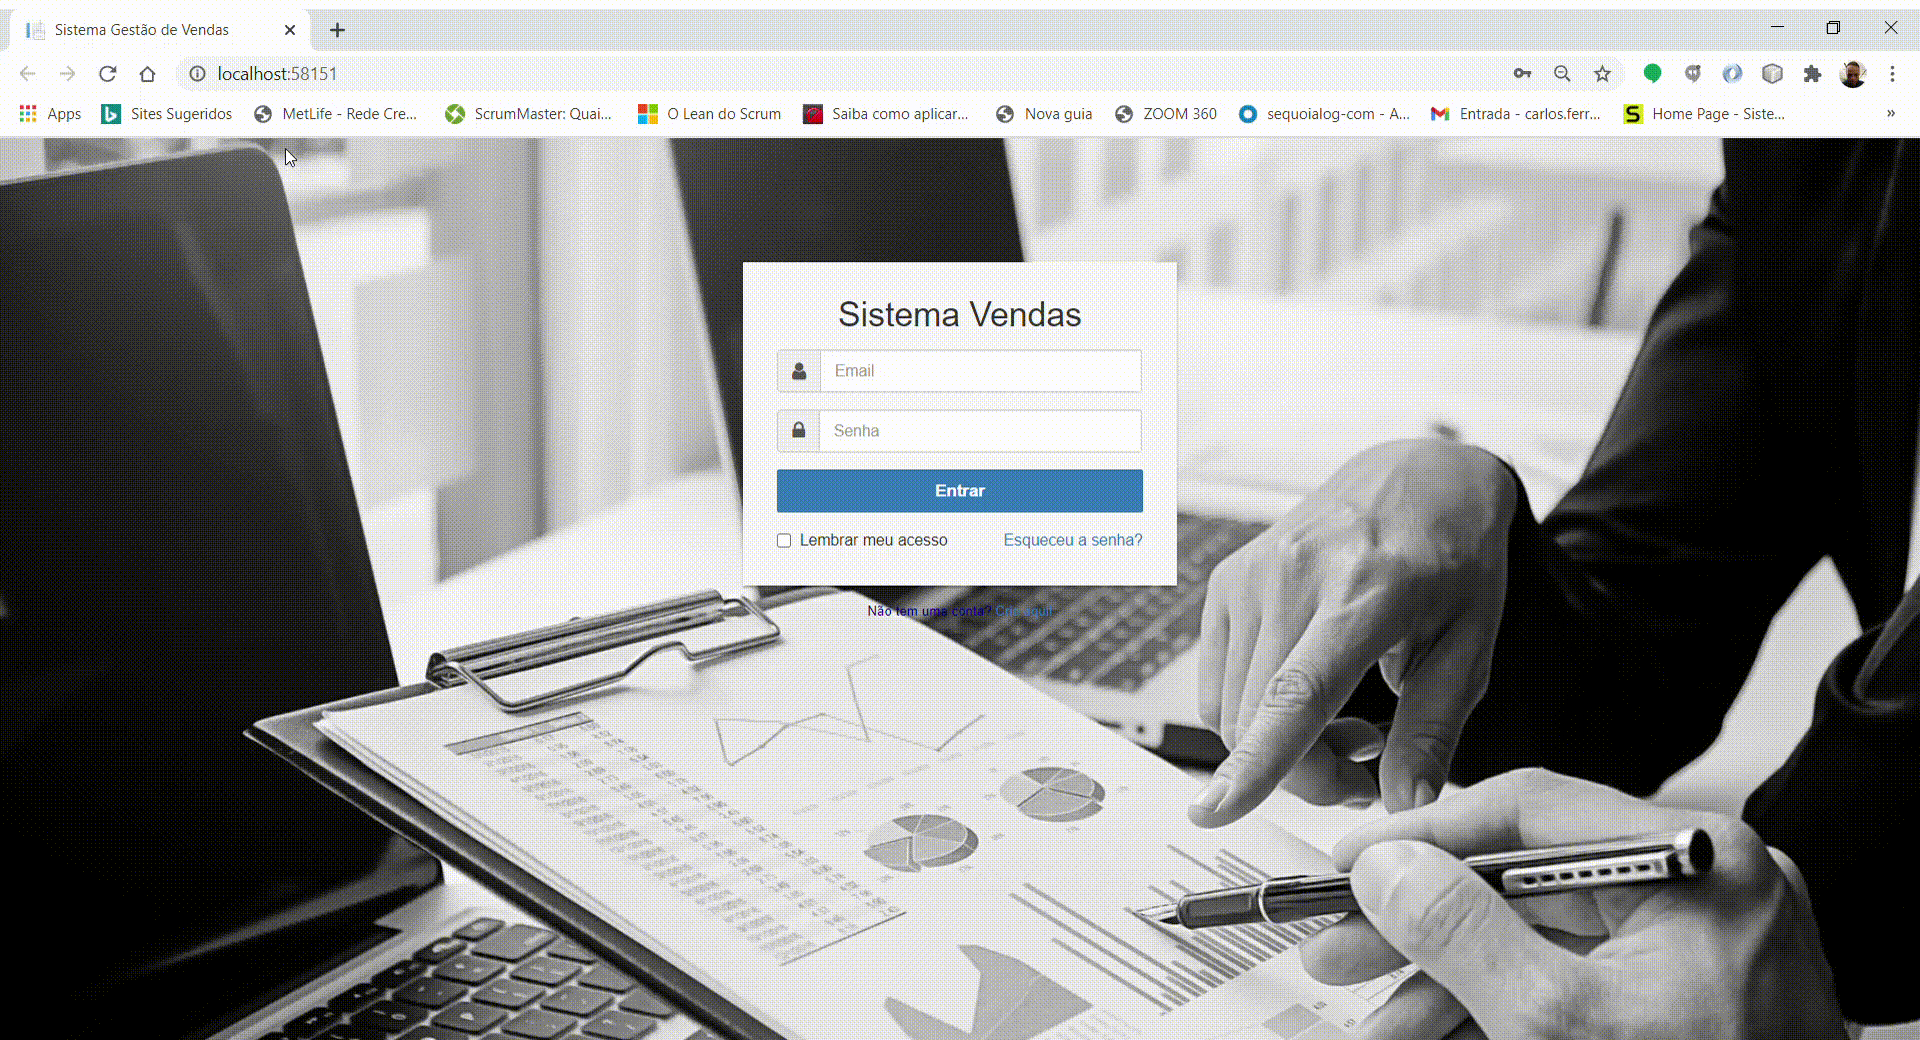 Sistema Gestão de Vendas
localhost:58151
Apps
Sites Sugeridos
MetLife - Rede Cre...
ScrumMaster: Quai...
O Lean do Scrum
Saiba como aplicar...
Nova guia
ZOOM 360
sequoialog-com - A...
Entrada - carlos.ferr...
Home Page - Siste...
»
Sistema Vendas
Email
Senha
Entrar
Lembrar meu acesso
Esqueceu a senha?
Não tem uma conta?